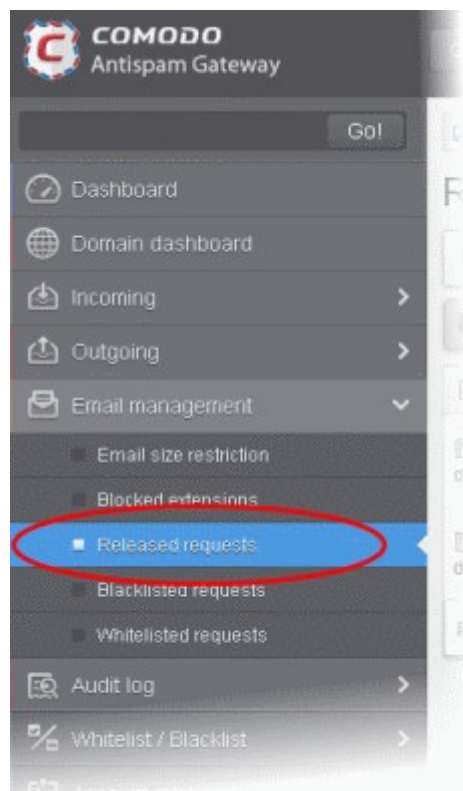 COMODO
Antispam Gateway
Go!
Dashboard
Domain dashboard
Incoming
Outgoing
Email management
Email size restriction
Blocked extensions
Released requests
Blacklisted requests
Whitelisted requests
Audit log
Whitelist / Blacklist